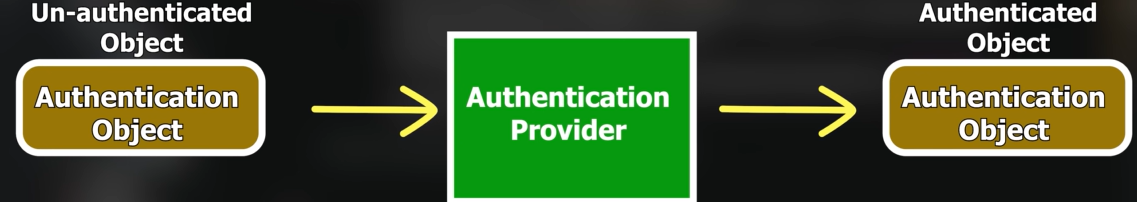 Un-authenticated
Object
Authentication
Object
Authentication
Provider
Authenticated
Object
Authentication
Object